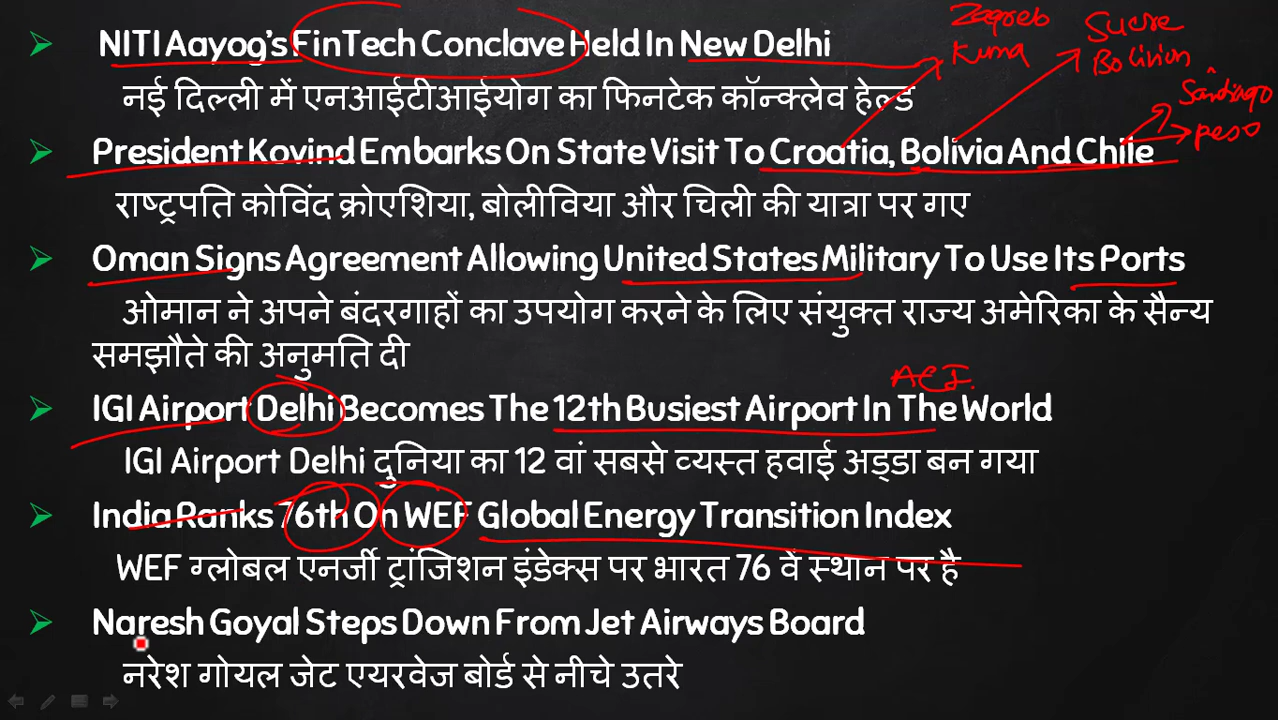 Zagreb
Kuna
Sucre
Bolivion
Santiago
peso
NITI Aayog's FinTech Conclave Held In New Delhi
नई दिल्ली में एनआईटीआईयोग का फिनटेक कॉन्क्लेव हेल्ड
President Kovind Embarks On State Visit To Croatia, Bolivia And Chile
राष्ट्रपति कोविंद क्रोएशिया, बोलीविया और चिली की यात्रा पर गए
Oman Signs Agreement Allowing United States Military To Use Its Ports
ओमान ने अपने बंदरगाहों का उपयोग करने के लिए संयुक्त राज्य अमेरिका के सैन्य
समझौते की अनुमति दी
ACI.
IGI Airport Delhi Becomes The 12th Busiest Airport In The World
IGI Airport Delhi दुनिया का 12 वां सबसे व्यस्त हवाई अड्डा बन गया
India Ranks 76th On WEF Global Energy Transition Index
WEF ग्लोबल एनर्जी ट्रांजिशन इंडेक्स पर भारत 76 वें स्थान पर है
Naresh Goyal Steps Down From Jet Airways Board
नरेश गोयल जेट एयरवेज बोर्ड से नीचे उतरे